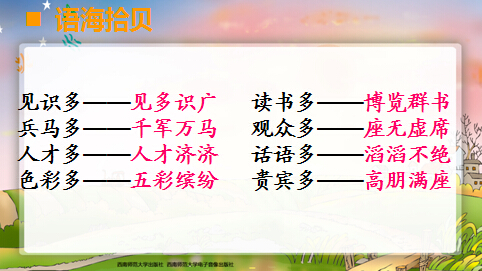 语海拾贝
见识多——见多识广 读书多——博览群书
兵马多——千军万马 观众多——座无虚席
人才多——人才济济 话语多——滔滔不绝
色彩多——五彩缤纷 贵宾多——高朋满座
西南师范大学出版社 西南师范大学电子音像出版社